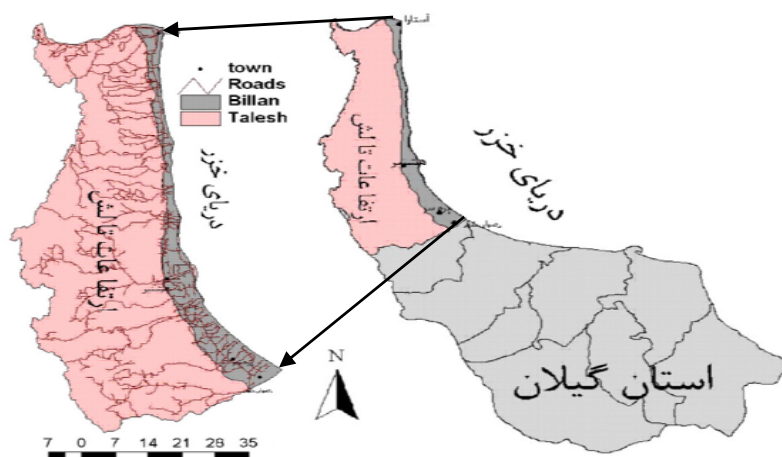 آستارا
town
Roads
Billan
Talesh
دریای خزر
ارتفاعات تالش
دریای خزر
ارتفاعات تالش
N
استان گیلان
7 0 7 14 21 28 35